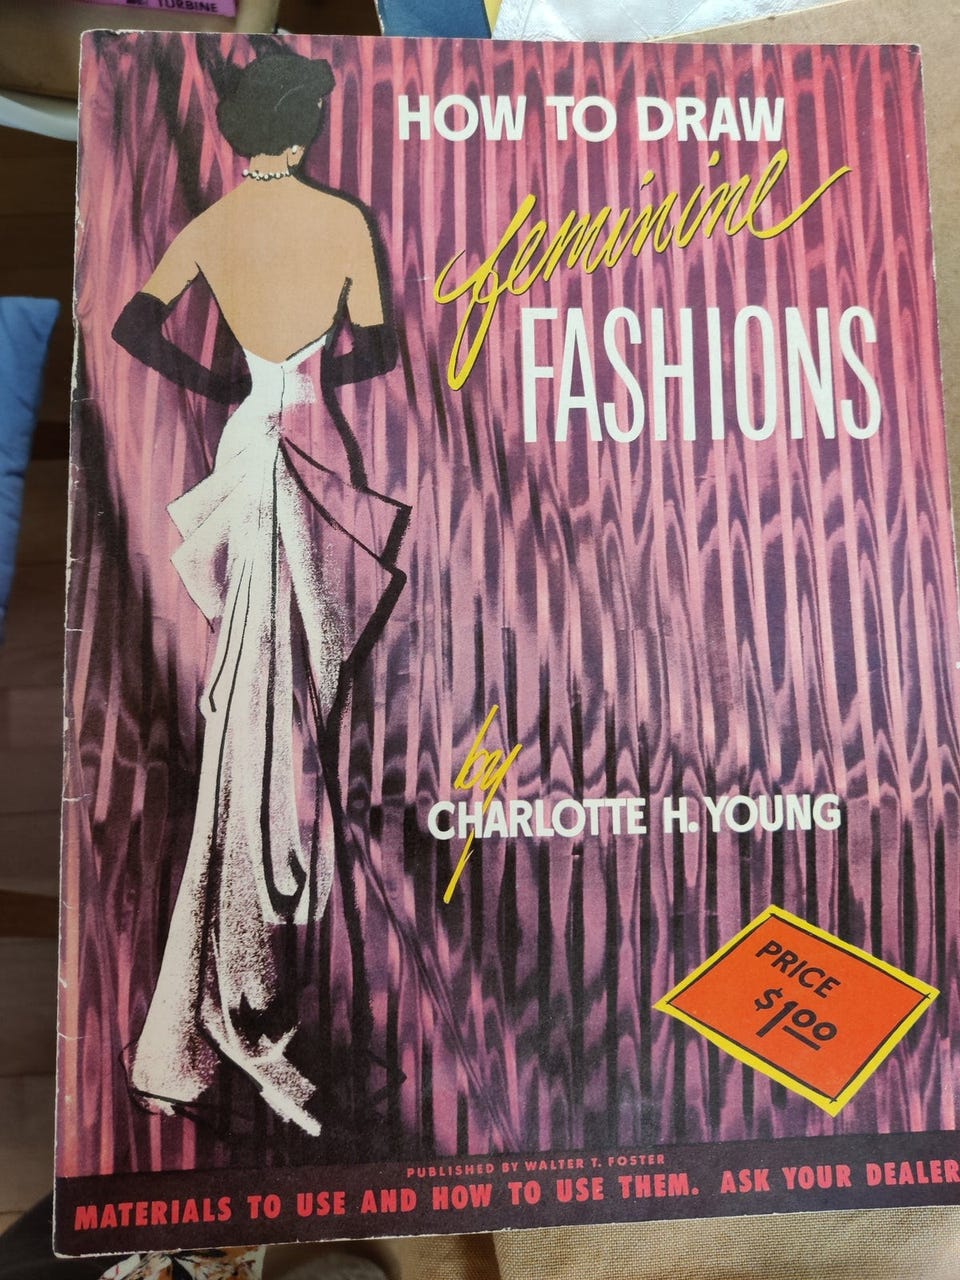 TURBINE
HOW TO DRAW
feminine
FASHIONS
by
CHARLOTTE H. YOUNG
PRICE
$1.00
PUBLISHED BY WALTER T. FOSTER
MATERIALS TO USE AND HOW TO USE THEM. ASK YOUR DEALER